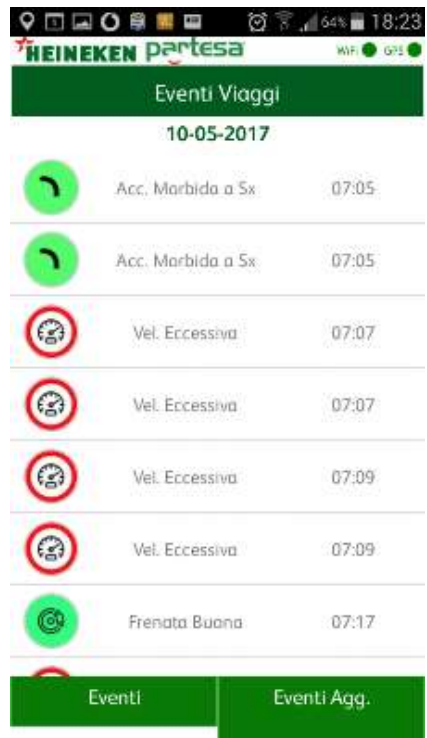 64% 18:23
HEINEKEN partesa WiFi GPS
Eventi Viaggi
10-05-2017
Acc. Morbida a Sx 07:05
Acc. Morbida a Sx 07:05
Vel. Eccessiva 07:07
Vel. Eccessiva 07:07
Vel. Eccessiva 07:09
Vel. Eccessiva 07:09
Frenata Buona 07:17
Eventi Eventi Agg.